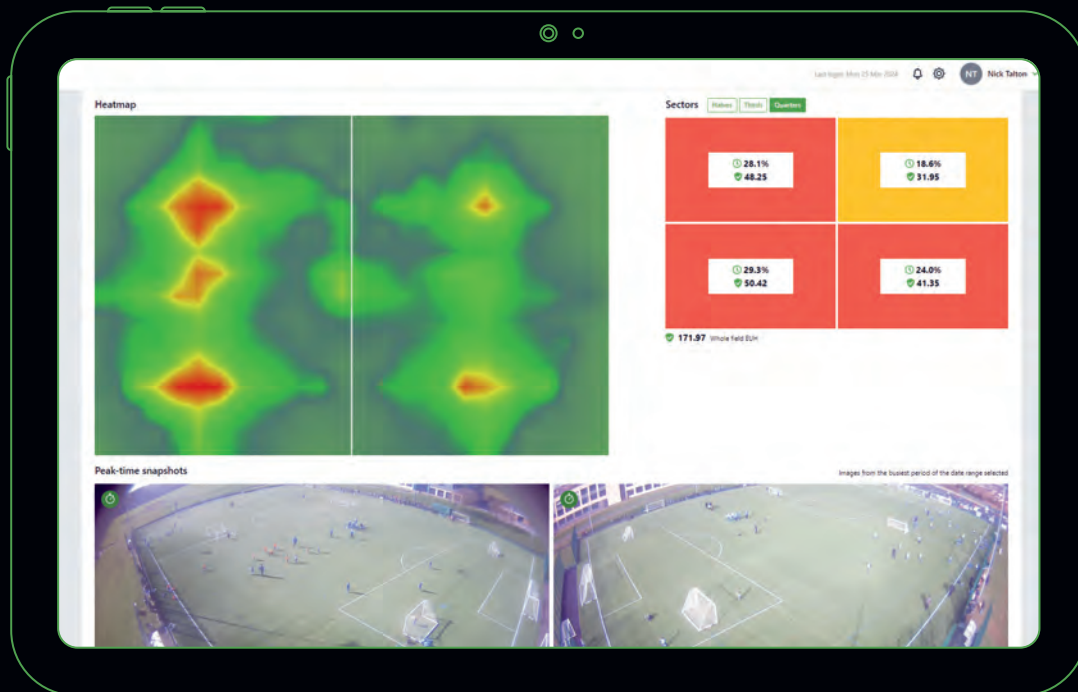 Last login: Mon 25 Mar 2024
NT
Nick Talton
Heatmap
Sectors
Halves
Thirds
Quarters
28.1%
48.25
18.6%
31.95
29.3%
50.42
24.0%
41.35
171.97 Whole field EUH
Peak-time snapshots
Images from the busiest period of the date range selected